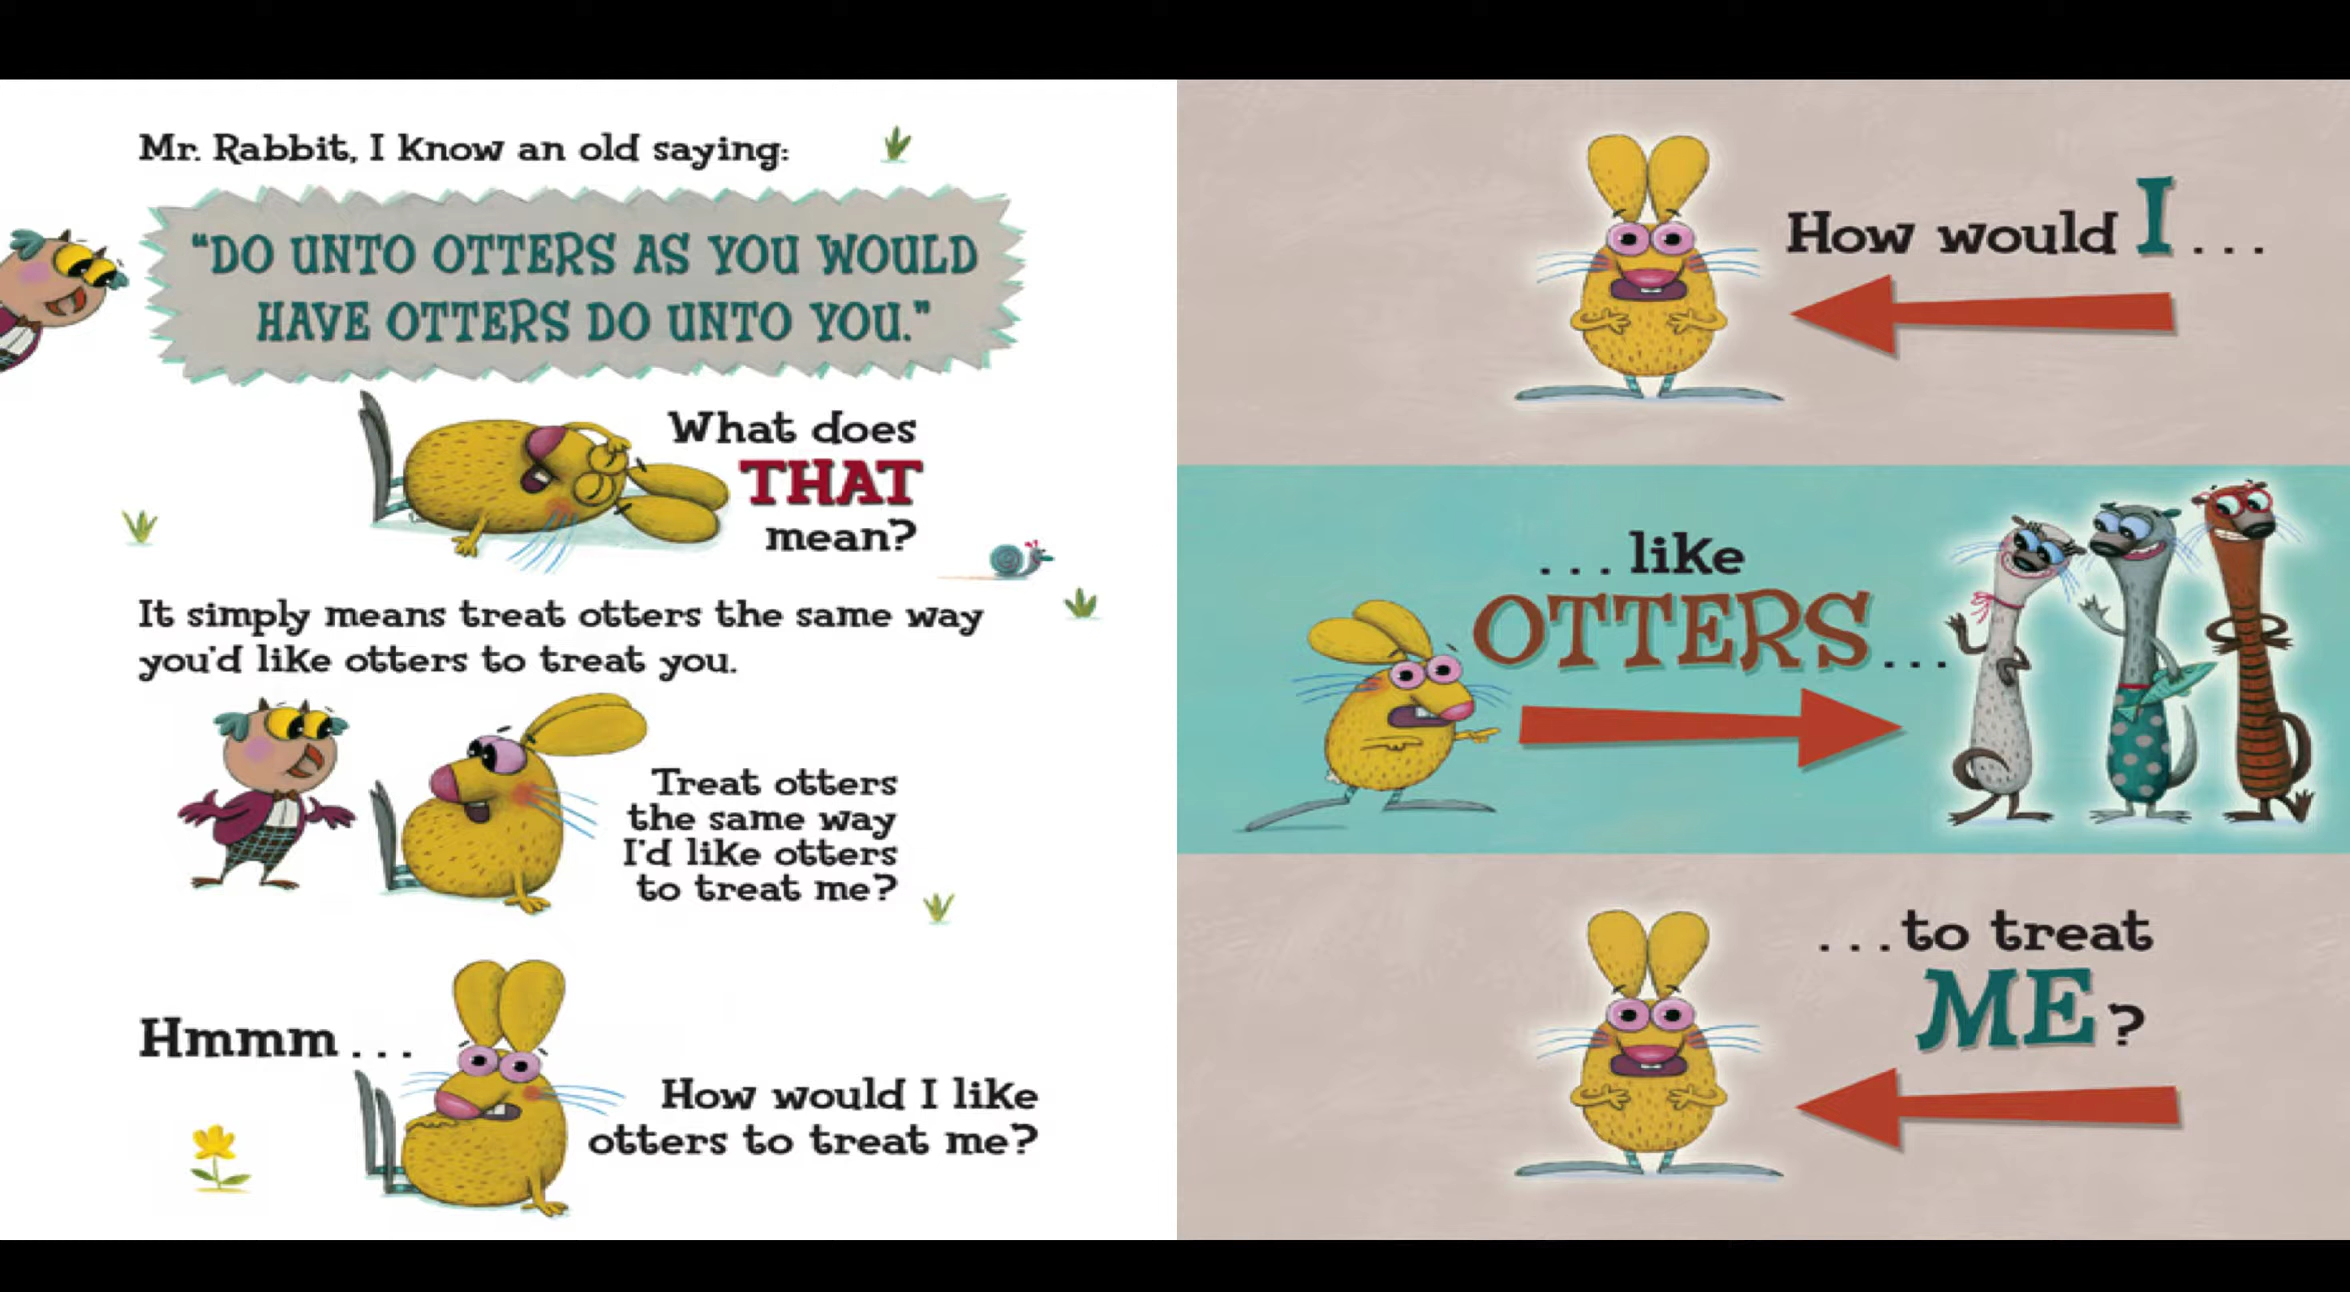 Mr. Rabbit, I know an old saying:
“DO UNTO OTTERS AS YOU WOULD
HAVE OTTERS DO UNTO YOU.”
What does
THAT
mean?
It simply means treat otters the same way
you'd like otters to treat you.
Treat otters
the same way
I'd like otters
to treat me?
Hmmm...
How would I like
otters to treat me?
How would I...
...like
OTTERS...
...to treat
ME?